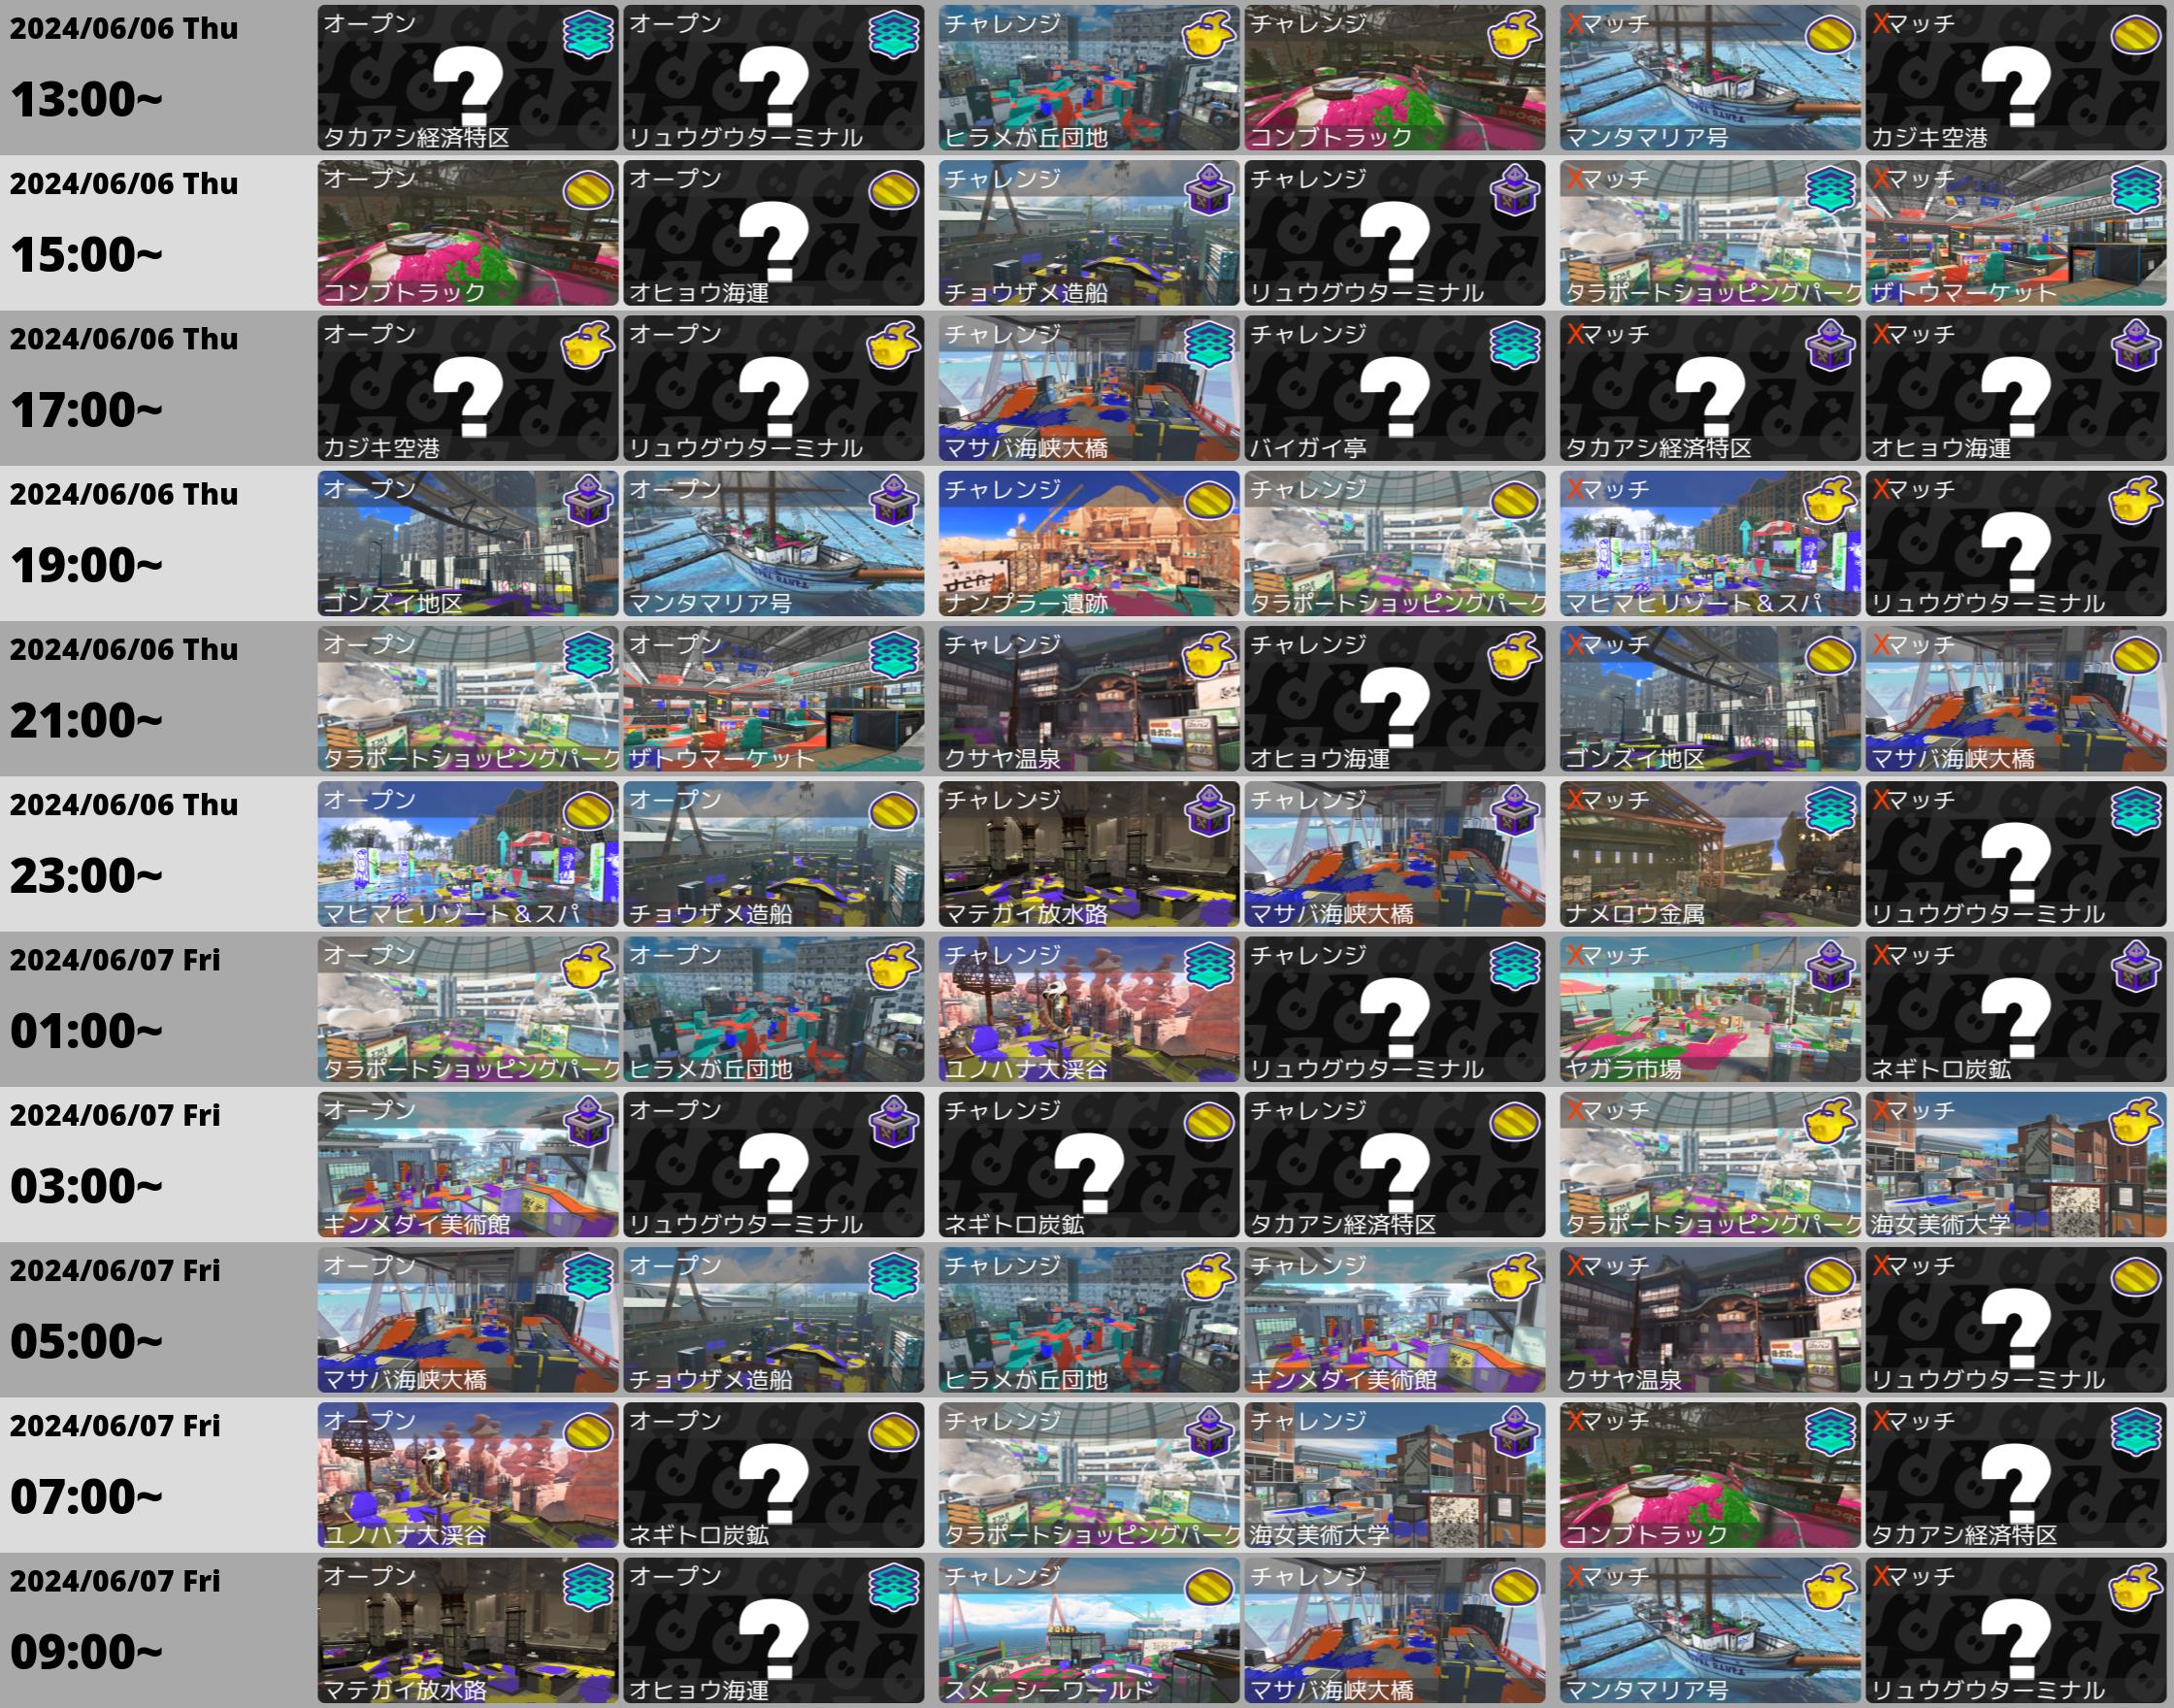 2024/06/06 Thu
13:00~
オープン
タカアシ経済特区
オープン
リュウグウターミナル
チャレンジ
ヒラメが丘団地
チャレンジ
コンブトラック
Xマッチ
マンタマリア号
Xマッチ
カジキ空港
2024/06/06 Thu
15:00~
オープン
コンブトラック
オープン
オヒョウ海運
チャレンジ
チョウザメ造船
チャレンジ
リュウグウターミナル
Xマッチ
タラポートショッピングパーク
Xマッチ
ザトウマーケット
2024/06/06 Thu
17:00~
オープン
カジキ空港
オープン
リュウグウターミナル
チャレンジ
マサバ海峡大橋
チャレンジ
バイガイ亭
Xマッチ
タカアシ経済特区
Xマッチ
オヒョウ海運
2024/06/06 Thu
19:00~
オープン
ゴンズイ地区
オープン
マンタマリア号
チャレンジ
ナンプラー遺跡
チャレンジ
タラポートショッピングパーク
Xマッチ
マヒマヒリゾート&スパ
Xマッチ
リュウグウターミナル
2024/06/06 Thu
21:00~
オープン
タラポートショッピングパーク
オープン
ザトウマーケット
チャレンジ
クサヤ温泉
チャレンジ
オヒョウ海運
Xマッチ
ゴンズイ地区
Xマッチ
マサバ海峡大橋
2024/06/06 Thu
23:00~
オープン
マヒマヒリゾート&スパ
オープン
チョウザメ造船
チャレンジ
マテガイ放水路
チャレンジ
マサバ海峡大橋
Xマッチ
ナメロウ金属
Xマッチ
リュウグウターミナル
2024/06/07 Fri
01:00~
オープン
タラポートショッピングパーク
オープン
ヒラメが丘団地
チャレンジ
ユノハナ大渓谷
チャレンジ
リュウグウターミナル
Xマッチ
ヤガラ市場
Xマッチ
ネギトロ炭鉱
2024/06/07 Fri
03:00~
オープン
キンメダイ美術館
オープン
リュウグウターミナル
チャレンジ
ネギトロ炭鉱
チャレンジ
タカアシ経済特区
Xマッチ
タラポートショッピングパーク
Xマッチ
海女美術大学
2024/06/07 Fri
05:00~
オープン
マサバ海峡大橋
オープン
チョウザメ造船
チャレンジ
ヒラメが丘団地
チャレンジ
キンメダイ美術館
Xマッチ
クサヤ温泉
Xマッチ
リュウグウターミナル
2024/06/07 Fri
07:00~
オープン
ユノハナ大渓谷
オープン
ネギトロ炭鉱
チャレンジ
タラポートショッピングパーク
チャレンジ
海女美術大学
Xマッチ
コンブトラック
Xマッチ
タカアシ経済特区
2024/06/07 Fri
09:00~
オープン
マテガイ放水路
オープン
オヒョウ海運
チャレンジ
スメーシーワールド
チャレンジ
マサバ海峡大橋
Xマッチ
マンタマリア号
Xマッチ
リュウグウターミナル